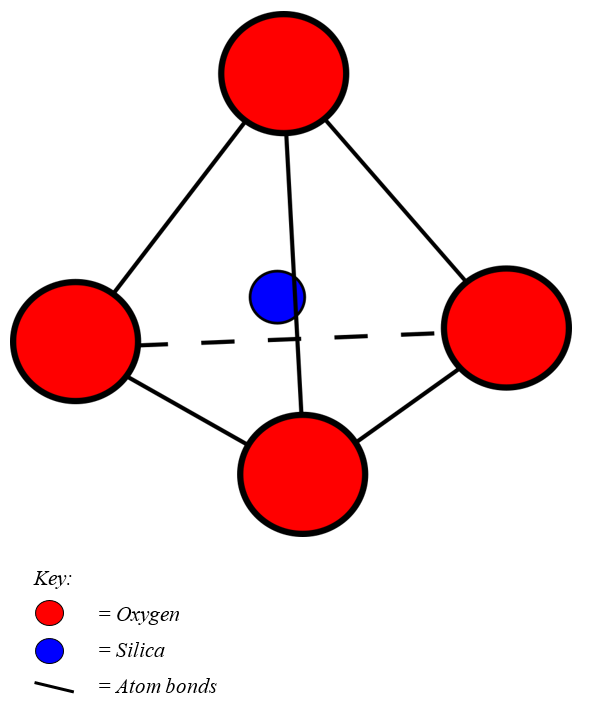 Key:
= Oxygen
= Silica
= Atom bonds